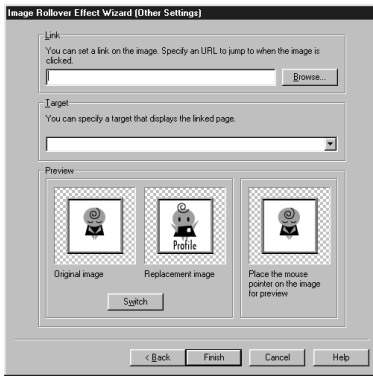 Image Rollover Effect Wizard (Other Settings)
Link
You can set a link on the image. Specify an URL to jump to when the image is
clicked.
Browse...
Target
You can specify a target that displays the linked page.
Preview
Profile
Original image
Replacement image
Place the mouse
pointer on the image
for preview
Switch
< Back
Finish
Cancel
Help